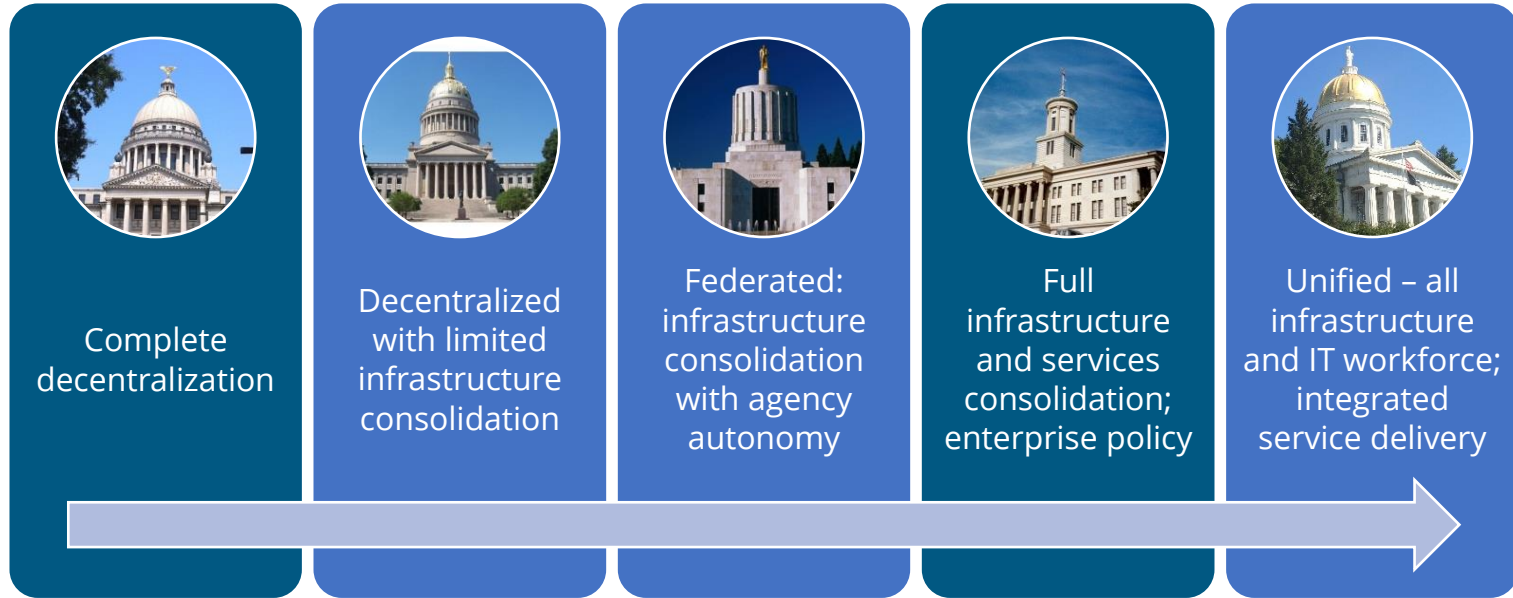 Complete
decentralization
Decentralized
with limited
infrastructure
consolidation
Federated:
infrastructure
consolidation
with agency
autonomy
Full
infrastructure
and services
consolidation;
enterprise policy
Unified – all
infrastructure
and IT workforce;
integrated
service delivery